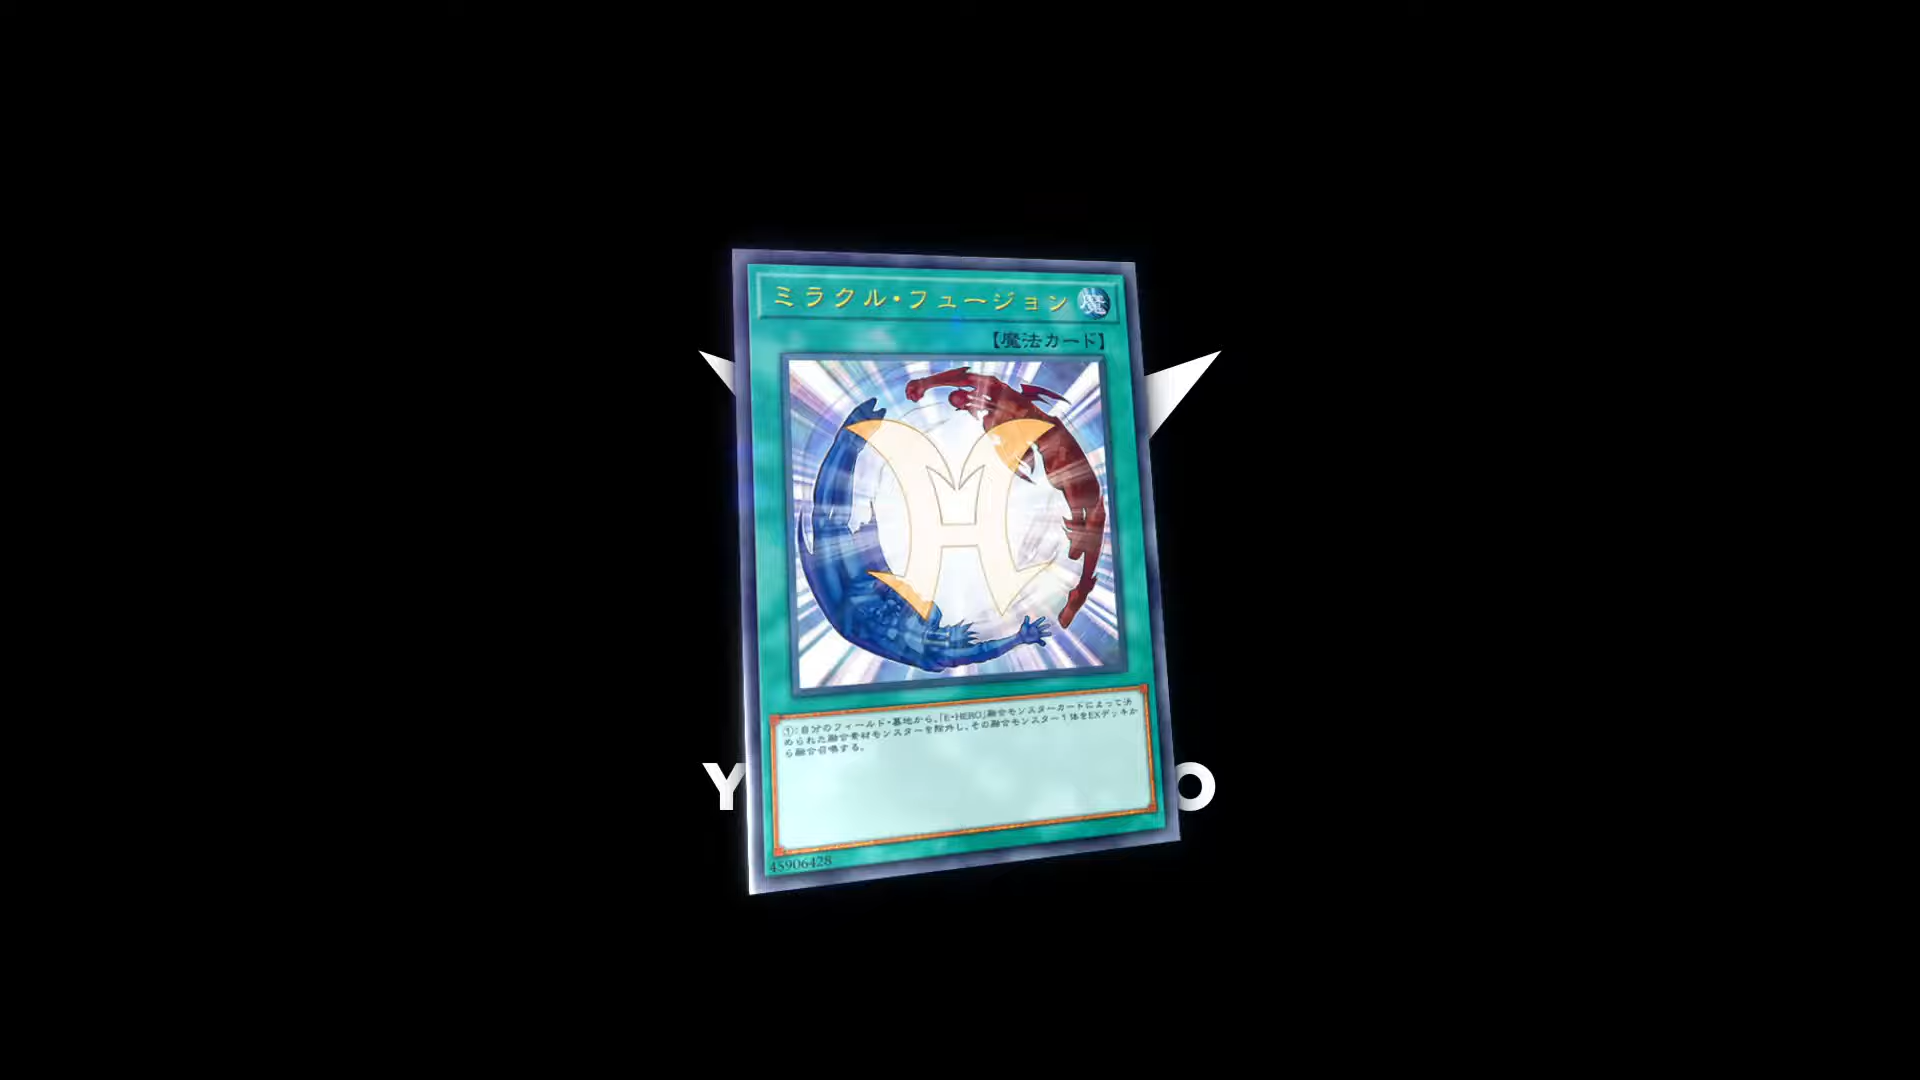 ミラクル・フュージョン
魔
【魔法カード】
H
①:自分のフィールド・墓地から、「E・HERO」融合モンスターカードによって決
められた融合素材モンスターを除外し、その融合モンスター1体をEXデッキか
ら融合召喚する。
Y O
45906428